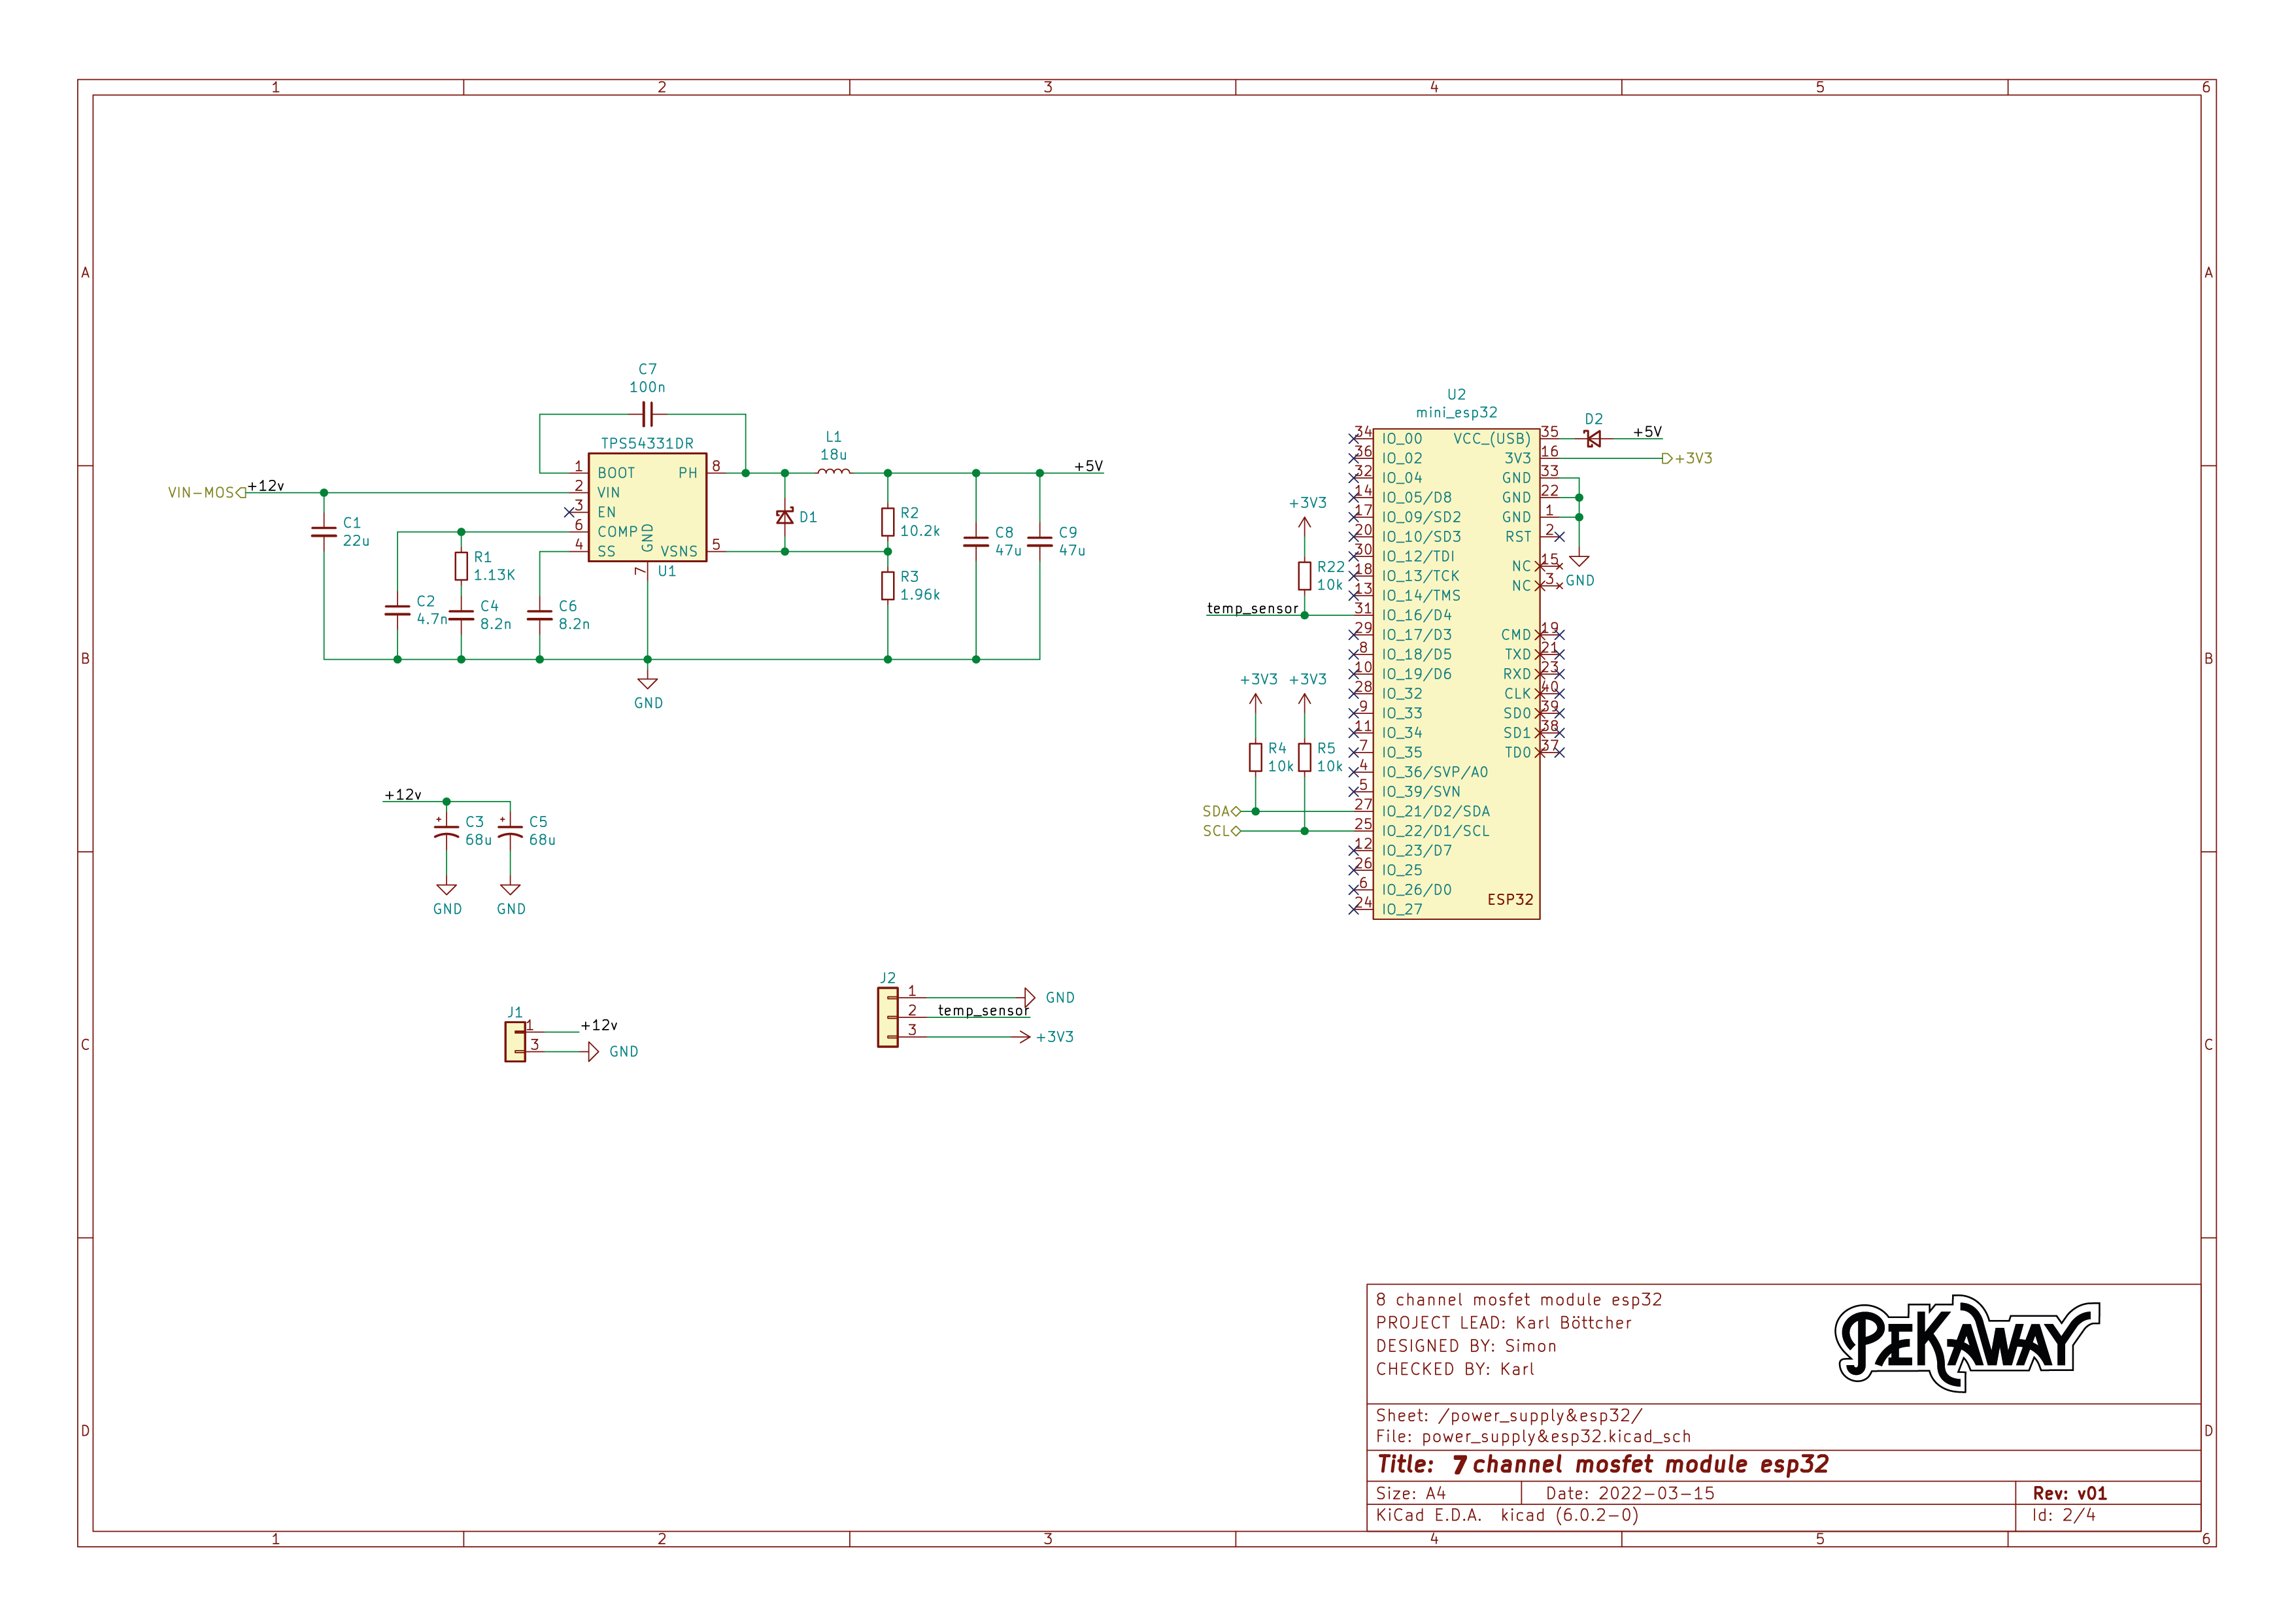 1 2 3 4 5 6
A A
B B
C C
D D
C7
100n
TPS54331DR
1 BOOT
2 VIN
3 EN
6 COMP
4 SS
GND
7
PH 8
VSNS 5
U1
VIN-MOS
+12v
C1
22u
C2
4.7n
R1
1.13K
C4
8.2n
C6
8.2n
GND
D1
L1
18u
R2
10.2k
R3
1.96k
C8
47u
C9
47u
+5V
+12v
C3
68u
C5
68u
GND
GND
J1
1 +12v
3 GND
J2
1 GND
2 temp_sensor
3 +3V3
U2
mini_esp32
34 IO_00
36 IO_02
32 IO_04
14 IO_05/D8
17 IO_09/SD2
20 IO_10/SD3
30 IO_12/TDI
18 IO_13/TCK
13 IO_14/TMS
31 IO_16/D4
29 IO_17/D3
8 IO_18/D5
10 IO_19/D6
28 IO_32
9 IO_33
11 IO_34
7 IO_35
4 IO_36/SVP/A0
5 IO_39/SVN
27 IO_21/D2/SDA
25 IO_22/D1/SCL
12 IO_23/D7
26 IO_25
6 IO_26/D0
24 IO_27
VCC_(USB) 35
3V3 16
GND 33
GND 22
GND 1
RST 2
NC 15
NC 3
CMD 19
TXD 21
RXD 23
CLK 40
SD0 39
SD1 38
TD0 37
ESP32
D2
+5V
+3V3
GND
+3V3
R22
10k
temp_sensor
+3V3 +3V3
R4
10k
R5
10k
SDA
SCL
8 channel mosfet module esp32
PROJECT LEAD: Karl Böttcher
DESIGNED BY: Simon
CHECKED BY: Karl
PEKAWAY
Sheet: /power_supply&esp32/
File: power_supply&esp32.kicad_sch
Title: 7 channel mosfet module esp32
Size: A4 Date: 2022-03-15 Rev: v01
KiCad E.D.A. kicad (6.0.2-0) Id: 2/4
1 2 3 4 5 6